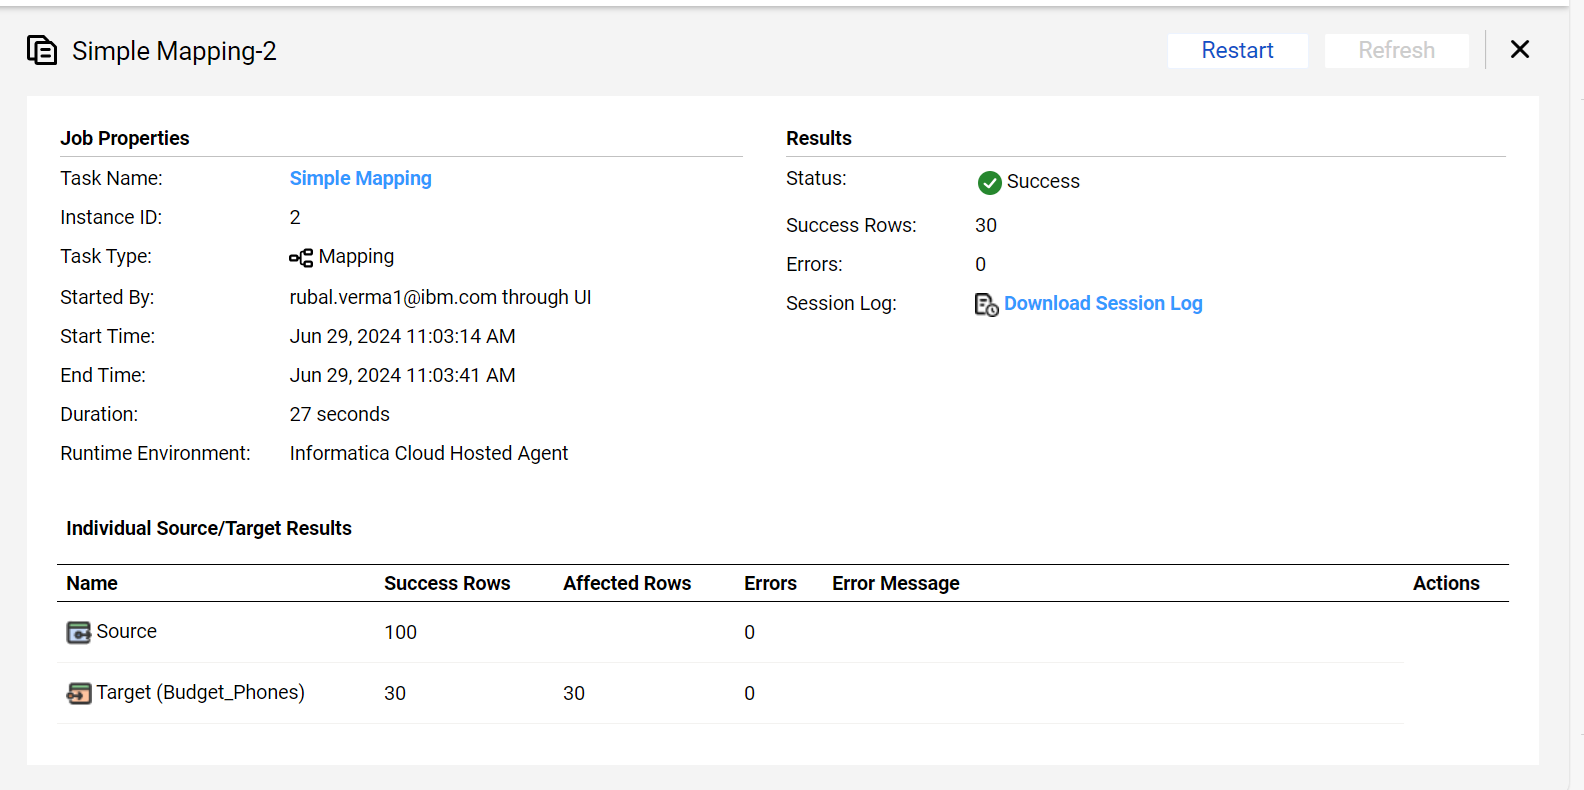 Simple Mapping-2
Restart
Refresh
Job Properties
Task Name: Simple Mapping
Instance ID: 2
Task Type: Mapping
Started By: rubal.verma1@ibm.com through UI
Start Time: Jun 29, 2024 11:03:14 AM
End Time: Jun 29, 2024 11:03:41 AM
Duration: 27 seconds
Runtime Environment: Informatica Cloud Hosted Agent
Results
Status: Success
Success Rows: 30
Errors: 0
Session Log: Download Session Log
Individual Source/Target Results
Name Success Rows Affected Rows Errors Error Message Actions
Source 100 0
Target (Budget_Phones) 30 30 0